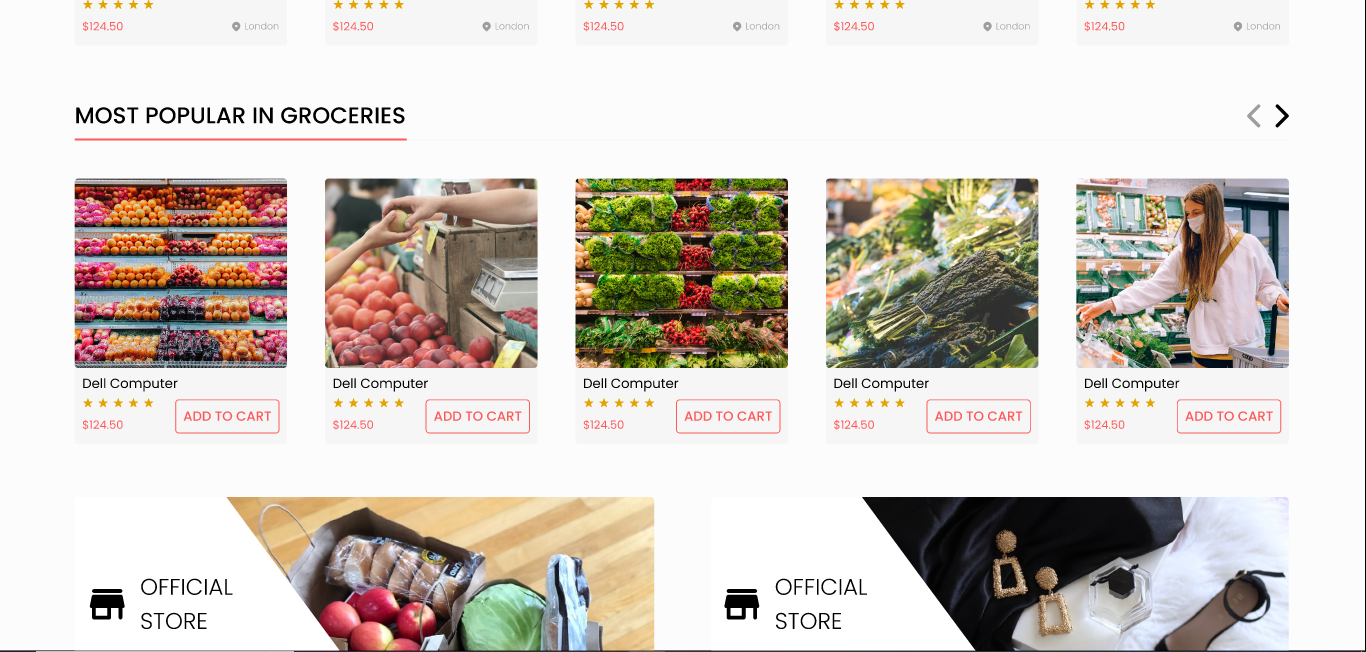 $124.50 London $124.50 London $124.50 London $124.50 London $124.50 London
MOST POPULAR IN GROCERIES
Dell Computer Dell Computer Dell Computer Dell Computer Dell Computer
ADD TO CART ADD TO CART ADD TO CART ADD TO CART ADD TO CART
$124.50 $124.50 $124.50 $124.50 $124.50
OFFICIAL OFFICIAL
STORE STORE